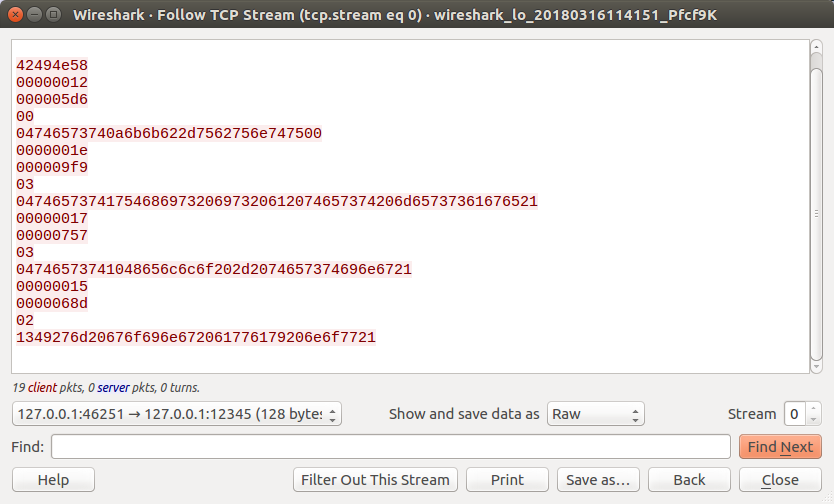 Wireshark · Follow TCP Stream (tcp.stream eq 0) · wireshark_lo_20180316114151_Pfcf9K
42494e58
00000012
000005d6
00
04746573740a6b6b622d7562756e747500
0000001e
000009f9
03
04746573741754686973206973206120746573742​06d65737361676521
00000017
00000757
03
04746573741048656c6c6f202d2074657374696e6721
00000015
0000068d
02
1349276d20676f696e672061776179206e6f7721
19 client pkts, 0 server pkts, 0 turns.
127.0.0.1:46251 → 127.0.0.1:12345 (128 bytes
Show and save data as Raw
Stream 0
Find:
Find Next
Help
Filter Out This Stream
Print
Save as…
Back
Close